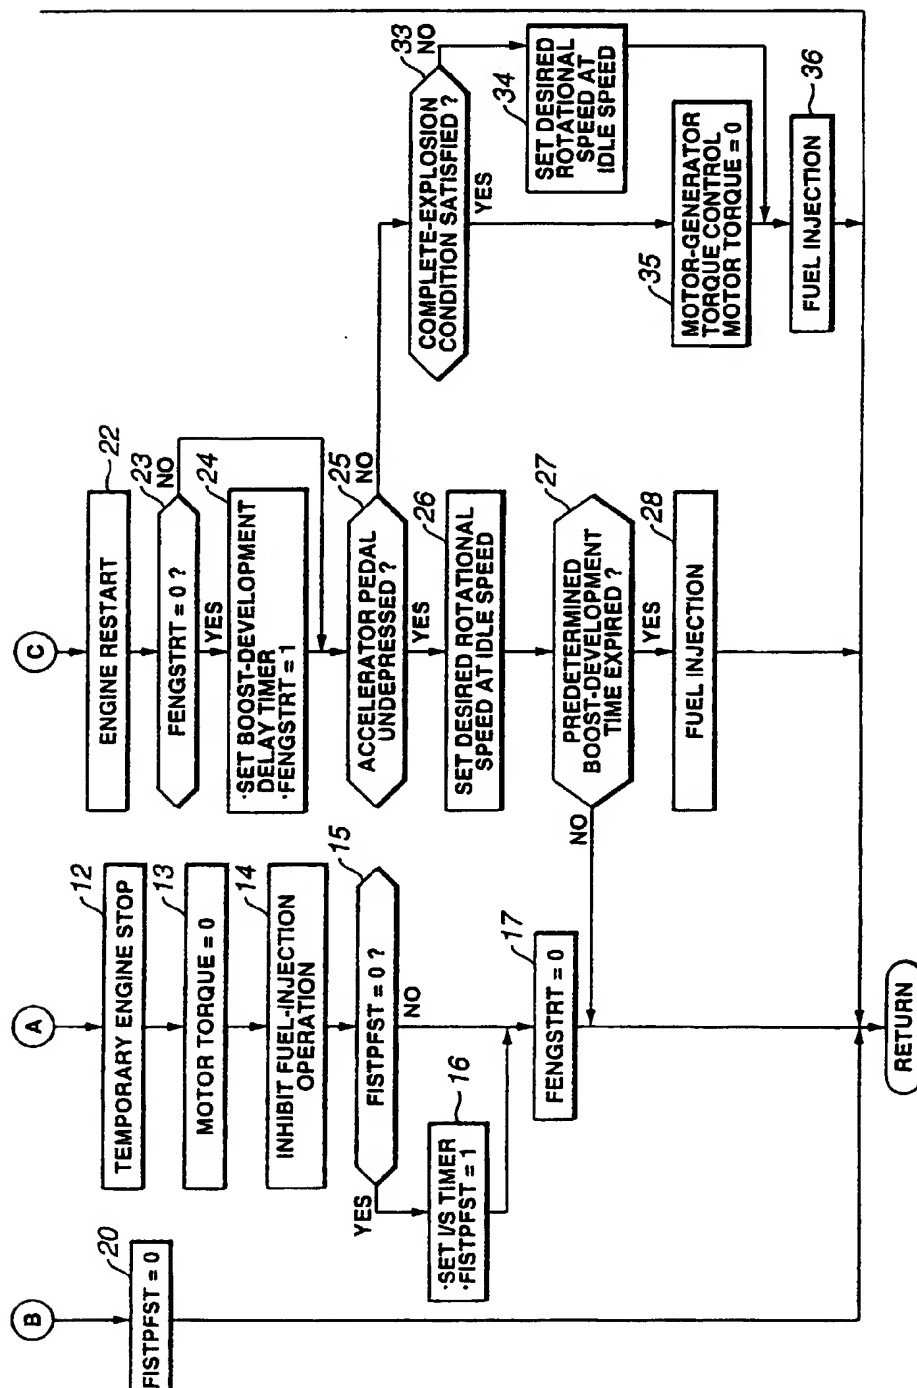 B
20
FISTPFST = 0
A
12
TEMPORARY ENGINE STOP
13
MOTOR TORQUE = 0
14
INHIBIT FUEL-INJECTION
OPERATION
15
FISTPFST = 0 ?
YES
NO
16
·SET I/S TIMER
·FISTPFST = 1
17
FENGSTRT = 0
RETURN
C
22
ENGINE RESTART
23
FENGSTRT = 0 ?
NO
YES
24
·SET BOOST-DEVELOPMENT
DELAY TIMER
·FENGSTRT = 1
25
ACCELERATOR PEDAL
UNDEPRESSED ?
NO
YES
26
SET DESIRED ROTATIONAL
SPEED AT IDLE SPEED
27
PREDETERMINED
BOOST-DEVELOPMENT
TIME EXPIRED ?
NO
YES
28
FUEL INJECTION
33
COMPLETE-EXPLOSION
CONDITION SATISFIED ?
NO
YES
34
SET DESIRED
ROTATIONAL
SPEED AT
IDLE SPEED
35
MOTOR-GENERATOR
TORQUE CONTROL
MOTOR TORQUE = 0
36
FUEL INJECTION